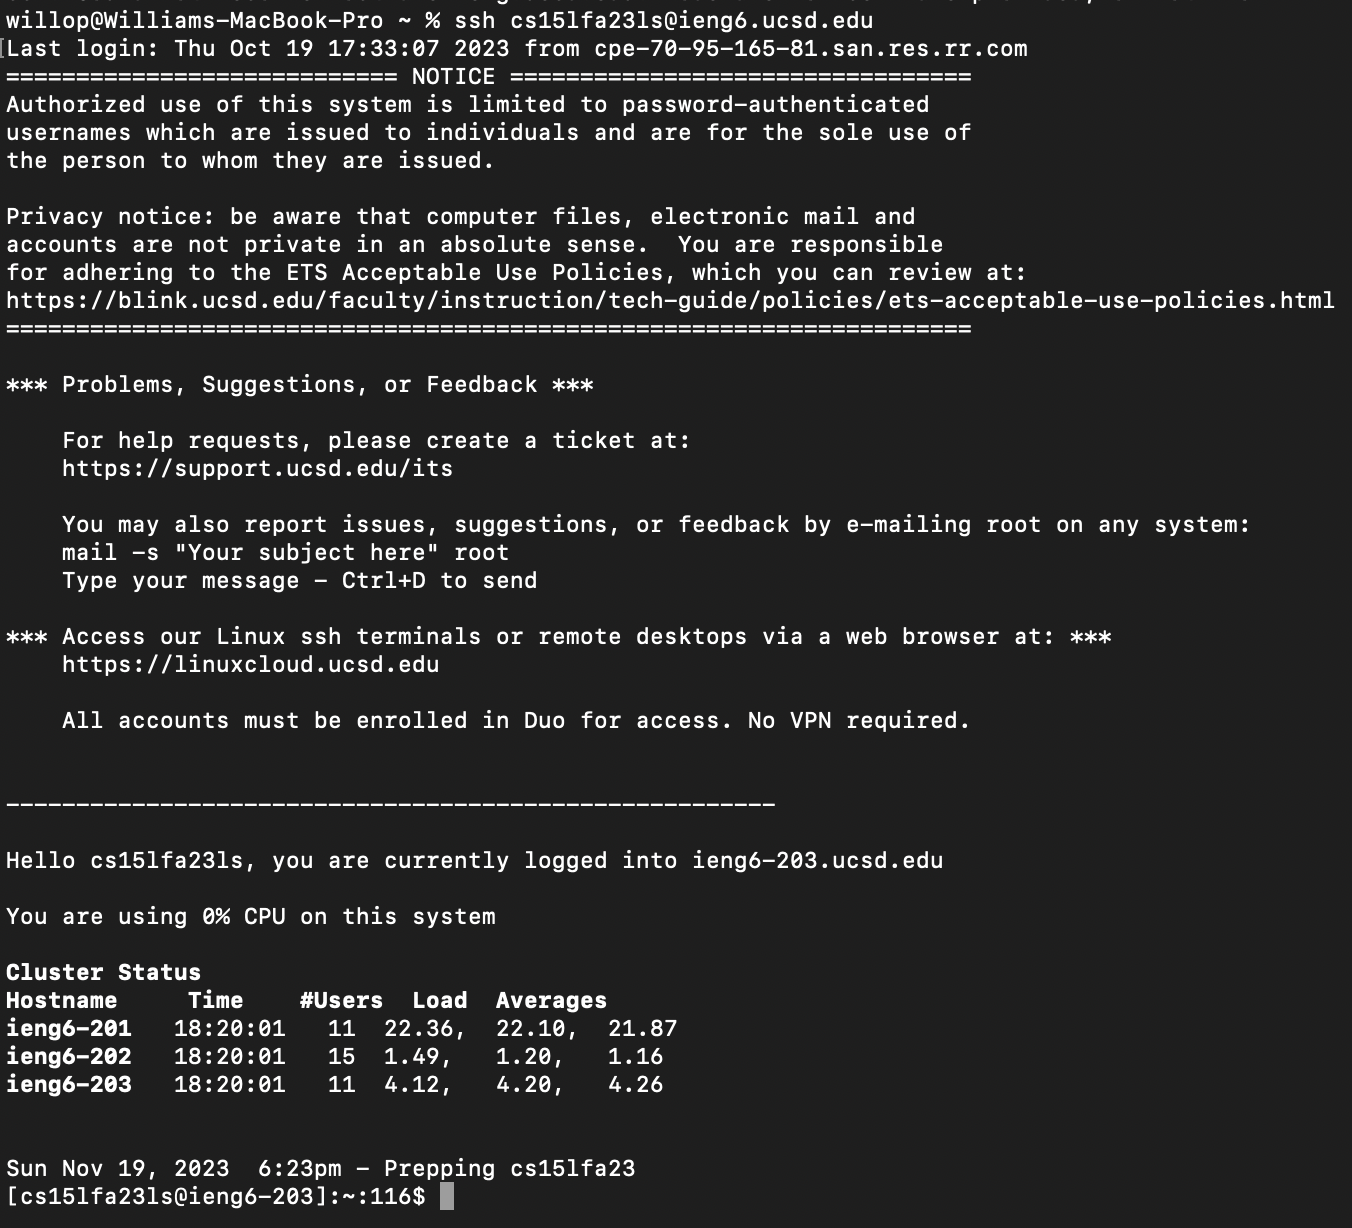 willop@Williams-MacBook-Pro ~ % ssh cs15lfa23ls@ieng6.ucsd.edu
[Last login: Thu Oct 19 17:33:07 2023 from cpe-70-95-165-81.san.res.rr.com
============================ NOTICE =================================
Authorized use of this system is limited to password-authenticated
usernames which are issued to individuals and are for the sole use of
the person to whom they are issued.
Privacy notice: be aware that computer files, electronic mail and
accounts are not private in an absolute sense.  You are responsible
for adhering to the ETS Acceptable Use Policies, which you can review at:
https://blink.ucsd.edu/faculty/instruction/tech-guide/policies/ets-acceptable-use-policies.html
=====================================================================
*** Problems, Suggestions, or Feedback ***
For help requests, please create a ticket at:
https://support.ucsd.edu/its
You may also report issues, suggestions, or feedback by e-mailing root on any system:
mail -s "Your subject here" root
Type your message - Ctrl+D to send
*** Access our Linux ssh terminals or remote desktops via a web browser at: ***
https://linuxcloud.ucsd.edu
All accounts must be enrolled in Duo for access. No VPN required.
-------------------------------------------------------
Hello cs15lfa23ls, you are currently logged into ieng6-203.ucsd.edu
You are using 0% CPU on this system
Cluster Status
Hostname     Time    #Users  Load  Averages
ieng6-201   18:20:01   11  22.36,  22.10,  21.87
ieng6-202   18:20:01   15  1.49,   1.20,   1.16
ieng6-203   18:20:01   11  4.12,   4.20,   4.26
Sun Nov 19, 2023  6:23pm - Prepping cs15lfa23
[cs15lfa23ls@ieng6-203]:~:116$